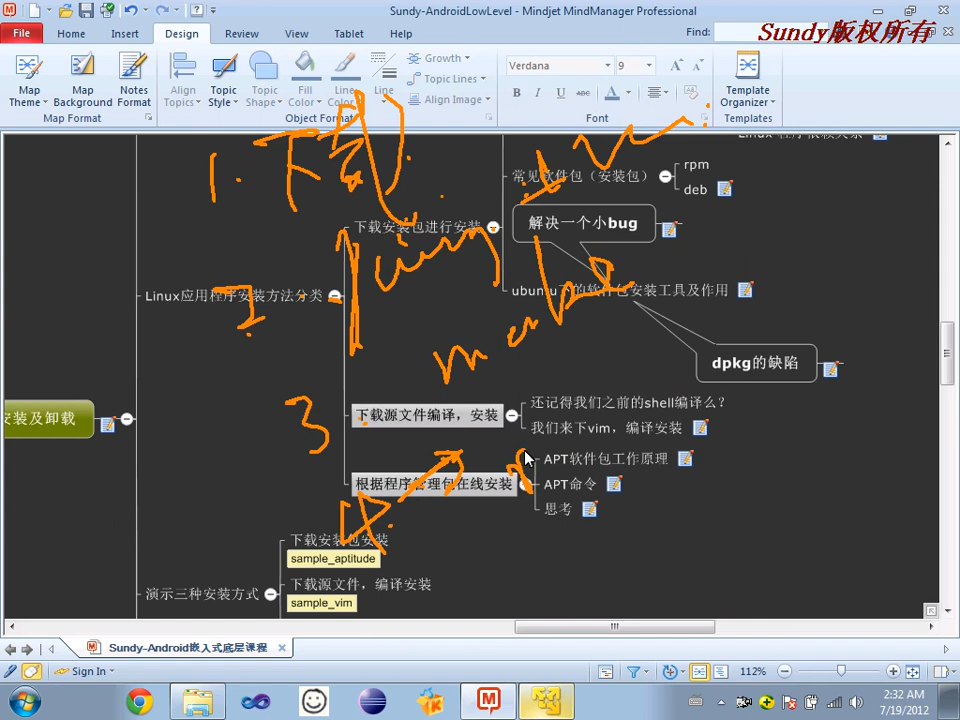 Sundy-AndroidLowLevel - Mindjet MindManager Professional
File Home Insert Design Review View Tablet Help Find:
Sundy版权所有
Map Theme Map Background Notes Format Align Topics Topic Style Topic Shape Fill Color Line Color Line
Growth
Topic Lines
Align Image
Verdana 9
B I U abc A
Template Organizer
Map Format Object Format Font Templates
常见软件包（安装包）
rpm
deb
1.下载
下载安装包进行安装
解决一个小bug
Linux应用程序安装方法分类
ubuntu下的软件包安装工具及作用
dpkg的缺陷
3
安装及卸载
下载源文件编译，安装
还记得我们之前的shell编译么？
我们来下vim，编译安装
根据程序管理包在线安装
APT软件包工作原理
APT命令
思考
下载安装包安装
sample_aptitude
演示三种安装方式
下载源文件，编译安装
sample_vim
Sundy-Android嵌入式底层课程
Sign In 112%
2:32 AM
7/19/2012